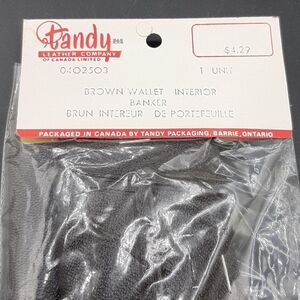 Tandy
LEATHER COMPANY
OF CANADA LIMITED
$4.29
0402503 1 UNIT
BROWN WALLET INTERIOR
BANKER
BRUN INTEREUR DE PORTEFEUILLE
PACKAGED IN CANADA BY TANDY PACKAGING, BARRIE, ONTARIO